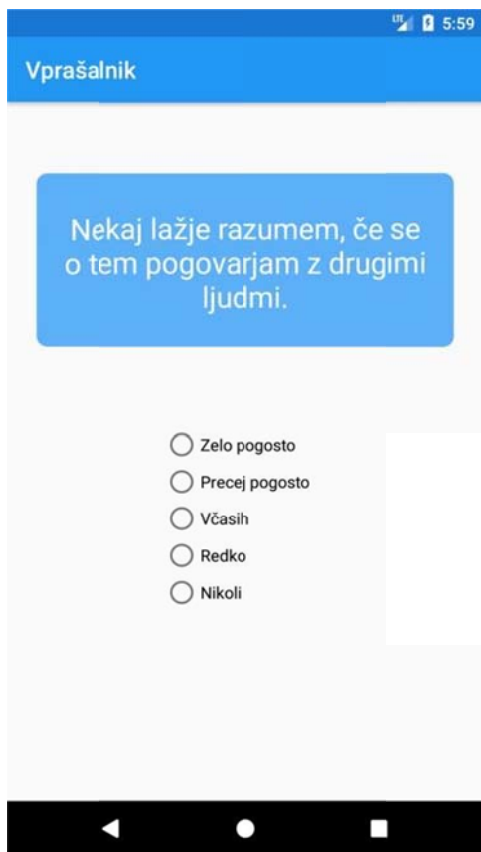 LTE 5:59
Vprašalnik
Nekaj lažje razumem, če se
o tem pogovarjam z drugimi
ljudmi.
Zelo pogosto
Precej pogosto
Včasih
Redko
Nikoli